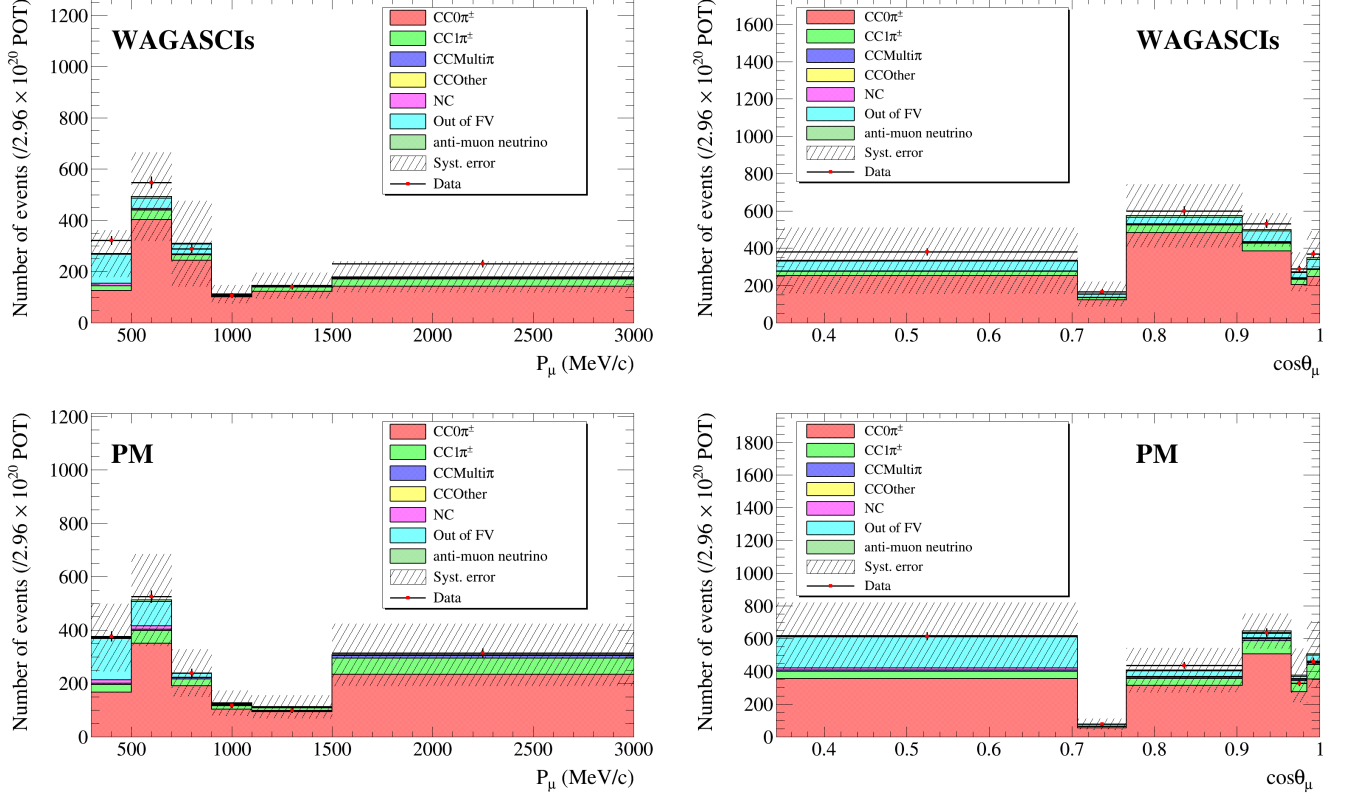 Number of events (/2.96 × 10²⁰ POT)
1200
1000
800
600
400
200
0
WAGASCIs
CC0π±
CC1π±
CCMultiπ
CCOther
NC
Out of FV
anti-muon neutrino
Syst. error
Data
500 1000 1500 2000 2500 3000
Pμ (MeV/c)
Number of events (/2.96 × 10²⁰ POT)
1600
1400
1200
1000
800
600
400
200
0
CC0π±
CC1π±
CCMultiπ
CCOther
NC
Out of FV
anti-muon neutrino
Syst. error
Data
WAGASCIs
0.4 0.5 0.6 0.7 0.8 0.9 1
cosθμ
Number of events (/2.96 × 10²⁰ POT)
1200
1000
800
600
400
200
0
PM
CC0π±
CC1π±
CCMultiπ
CCOther
NC
Out of FV
anti-muon neutrino
Syst. error
Data
500 1000 1500 2000 2500 3000
Pμ (MeV/c)
Number of events (/2.96 × 10²⁰ POT)
1800
1600
1400
1200
1000
800
600
400
200
0
CC0π±
CC1π±
CCMultiπ
CCOther
NC
Out of FV
anti-muon neutrino
Syst. error
Data
PM
0.4 0.5 0.6 0.7 0.8 0.9 1
cosθμ